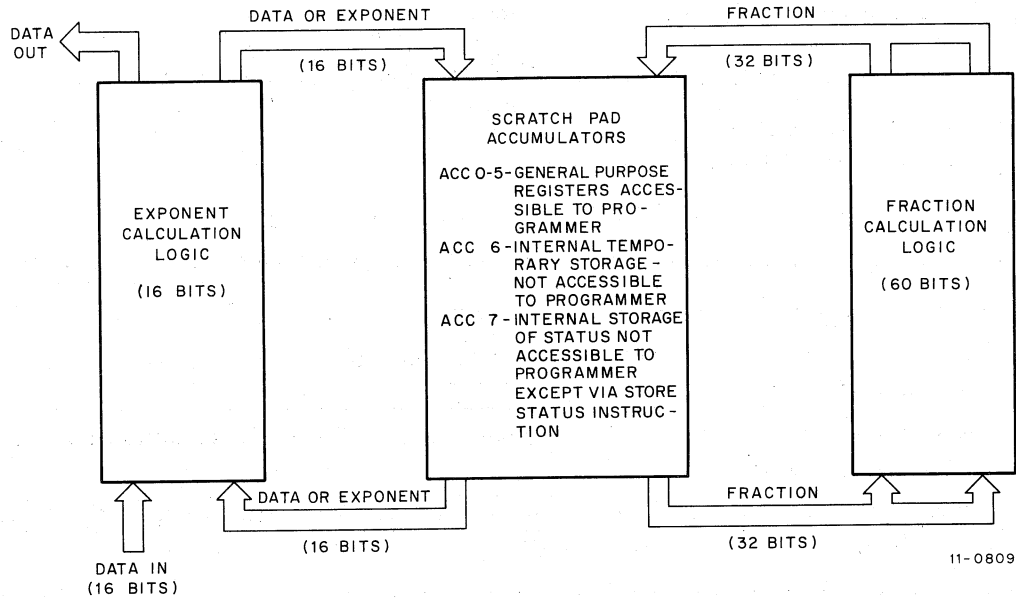 DATA OR EXPONENT
FRACTION
DATA
OUT
(16 BITS)
(32 BITS)
SCRATCH PAD
ACCUMULATORS
ACC 0-5-GENERAL PURPOSE
REGISTERS ACCES-
SIBLE TO PRO-
GRAMMER
ACC 6-INTERNAL TEMPO-
RARY STORAGE-
NOT ACCESSIBLE
TO PROGRAMMER
ACC 7-INTERNAL STORAGE
OF STATUS NOT
ACCESSIBLE TO
PROGRAMMER
EXCEPT VIA STORE
STATUS INSTRUC-
TION
EXPONENT
CALCULATION
LOGIC
(16 BITS)
FRACTION
CALCULATION
LOGIC
(60 BITS)
DATA OR EXPONENT
FRACTION
(16 BITS)
(32 BITS)
DATA IN
(16 BITS)
11-0809